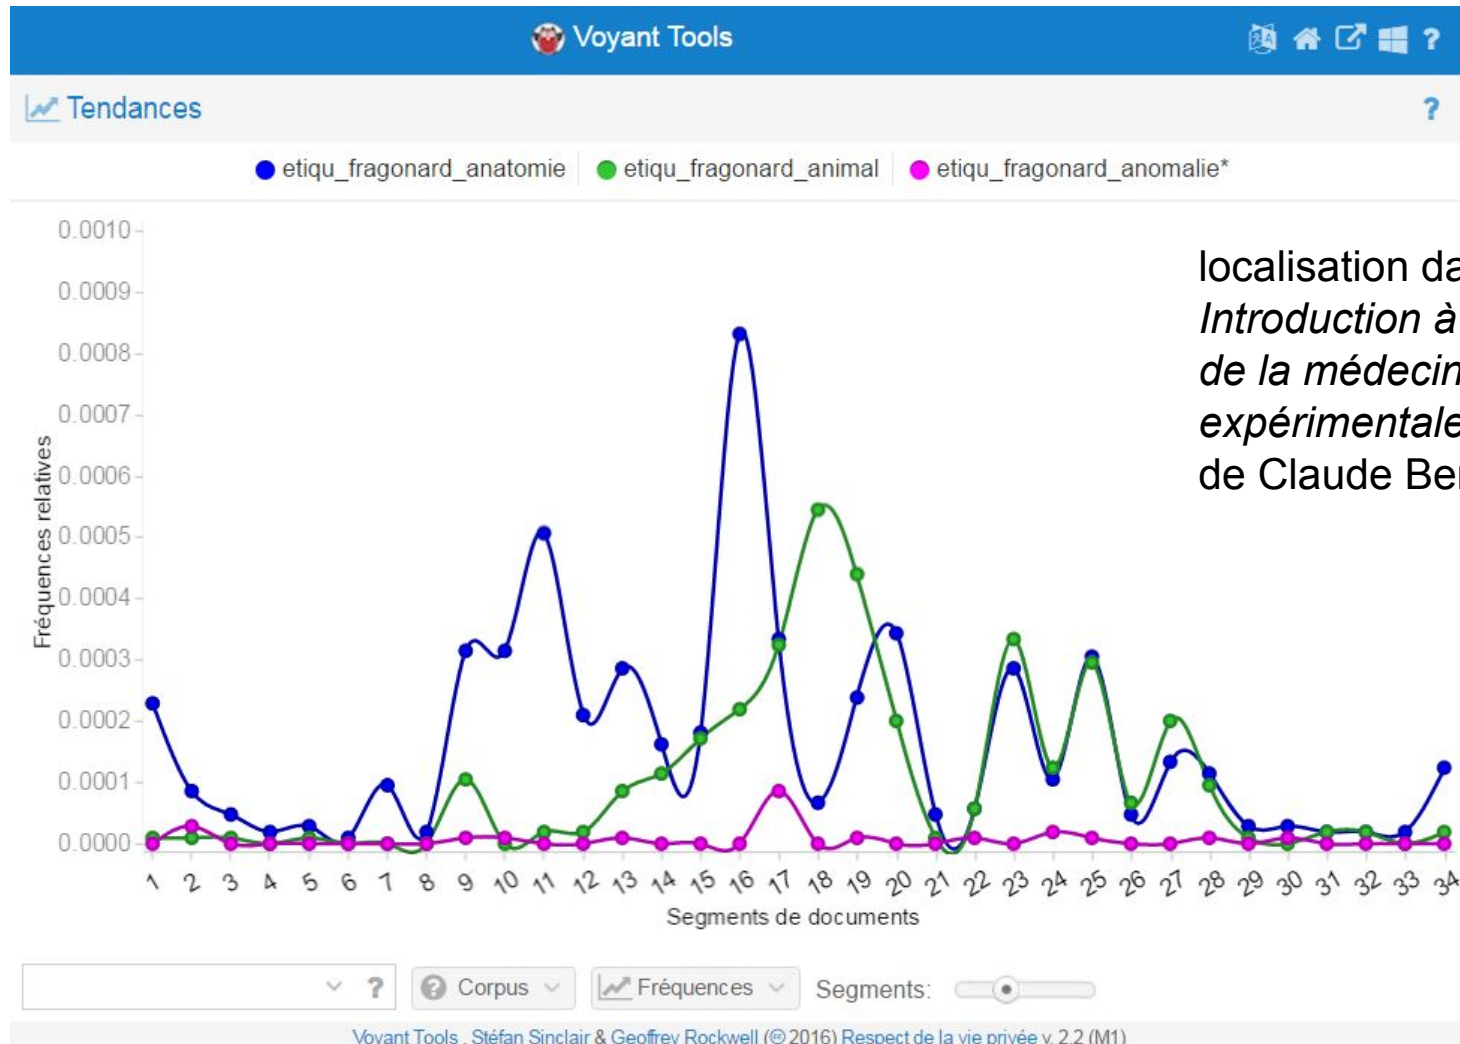 Voyant Tools
?
Tendances
?
etiqu_fragonard_anatomie etiqu_fragonard_animal etiqu_fragonard_anomalie*
0.0010
0.0009
0.0008
0.0007
0.0006
0.0005
0.0004
0.0003
0.0002
0.0001
0.0000
Fréquences relatives
localisation da
Introduction à
de la médecin
expérimentale
de Claude Ber
1 2 3 4 5 6 7 8 9 10 11 12 13 14 15 16 17 18 19 20 21 22 23 24 25 26 27 28 29 30 31 32 33 34
Segments de documents
? Corpus Fréquences Segments:
Voyant Tools , Stéfan Sinclair & Geoffrey Rockwell (© 2016) Respect de la vie privée v. 2.2 (M1)